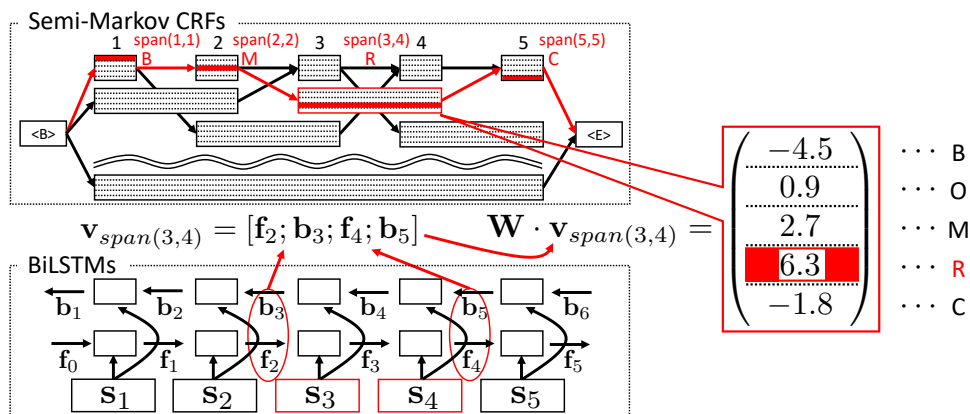 Semi-Markov CRFs
1 span(1,1) 2 span(2,2) 3 span(3,4) 4 5 span(5,5)
B M R C
<B> <E>
v_span(3,4) = [f_2; b_3; f_4; b_5] W · v_span(3,4) =
−4.5 ··· B
0.9 ··· O
2.7 ··· M
6.3 ··· R
−1.8 ··· C
BiLSTMs
b_1 b_2 b_3 b_4 b_5 b_6
f_0 f_1 f_2 f_3 f_4 f_5
s_1 s_2 s_3 s_4 s_5